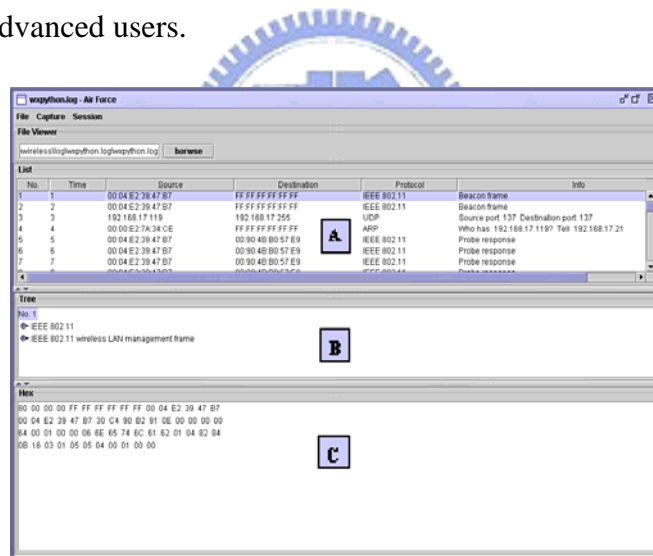 dvanced users.
wxpython.log - Air Force
File Capture Session
File Viewer
wireless\log\wxpython.log\wxpython.log borwse
List
No. Time Source Destination Protocol Info
1 1 00:04:E2:39:47:B7 FF:FF:FF:FF:FF:FF IEEE 802.11 Beacon frame
2 2 00:04:E2:39:47:B7 FF:FF:FF:FF:FF:FF IEEE 802.11 Beacon frame
3 3 192.168.17.119 192.168.17.255 UDP Source port: 137 Destination port: 137
4 4 00:00:E2:7A:34:CE ARP Who has 192.168.17.119? Tell 192.168.17.21
5 5 00:04:E2:39:47:B7 00:90:4B:B0:57:E9 IEEE 802.11 Probe response
6 6 00:04:E2:39:47:B7 00:90:4B:B0:57:E9 IEEE 802.11 Probe response
7 7 00:04:E2:39:47:B7 00:90:4B:B0:57:E9 IEEE 802.11 Probe response
A
Tree
No. 1
IEEE 802.11
IEEE 802.11 wireless LAN management frame
B
Hex
80 00 00 00 FF FF FF FF FF FF 00 04 E2 39 47 B7
00 04 E2 39 47 B7 30 C4 90 B2 91 0E 00 00 00 00
64 00 01 00 00 06 6E 65 74 6C 61 62 01 04 82 84
0B 16 03 01 05 05 04 00 01 00 00
C